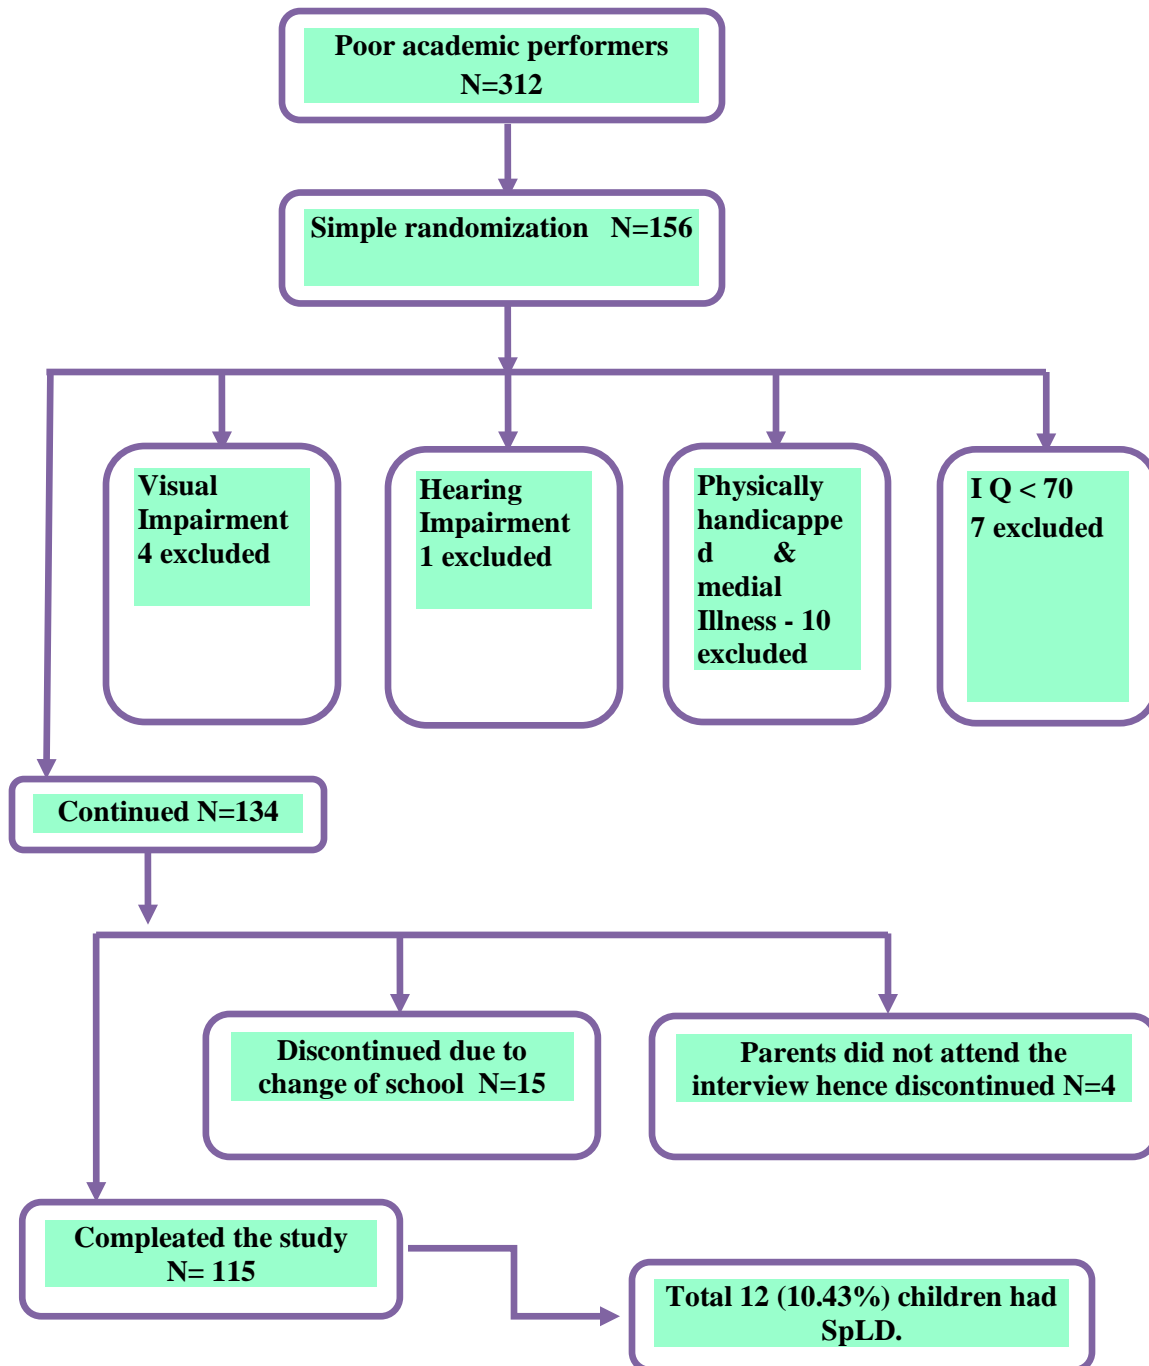 Poor academic performers
N=312
Simple randomization N=156
Visual
Impairment
4 excluded
Hearing
Impairment
1 excluded
Physically
handicappe
d &
medial
Illness - 10
excluded
I Q < 70
7 excluded
Continued N=134
Discontinued due to
change of school N=15
Parents did not attend the
interview hence discontinued N=4
Compleated the study
N= 115
Total 12 (10.43%) children had
SpLD.